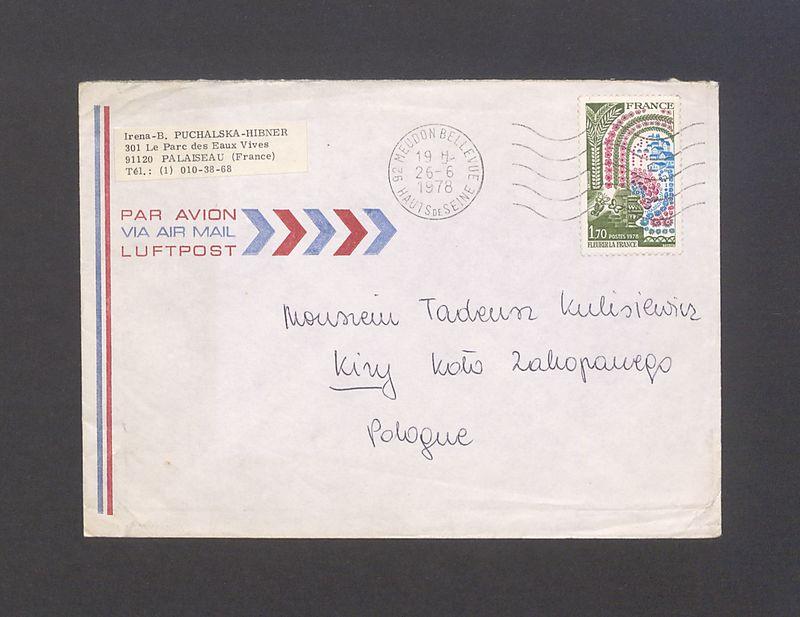 Irena-B. PUCHALSKA-HIBNER
301 Le Parc des Eaux Vives
91120 PALAISEAU (France)
Tél.: (1) 010-38-68
PAR AVION
VIA AIR MAIL
LUFTPOST
92 MEUDON BELLEVUE
19 H
26-6
1978
HAUTS DE SEINE
FRANCE
1,70 POSTES 1978
FLEURIR LA FRANCE
Monsieur Tadeusz Kulisiewicz
Kiry koło Zakopanego
Pologne